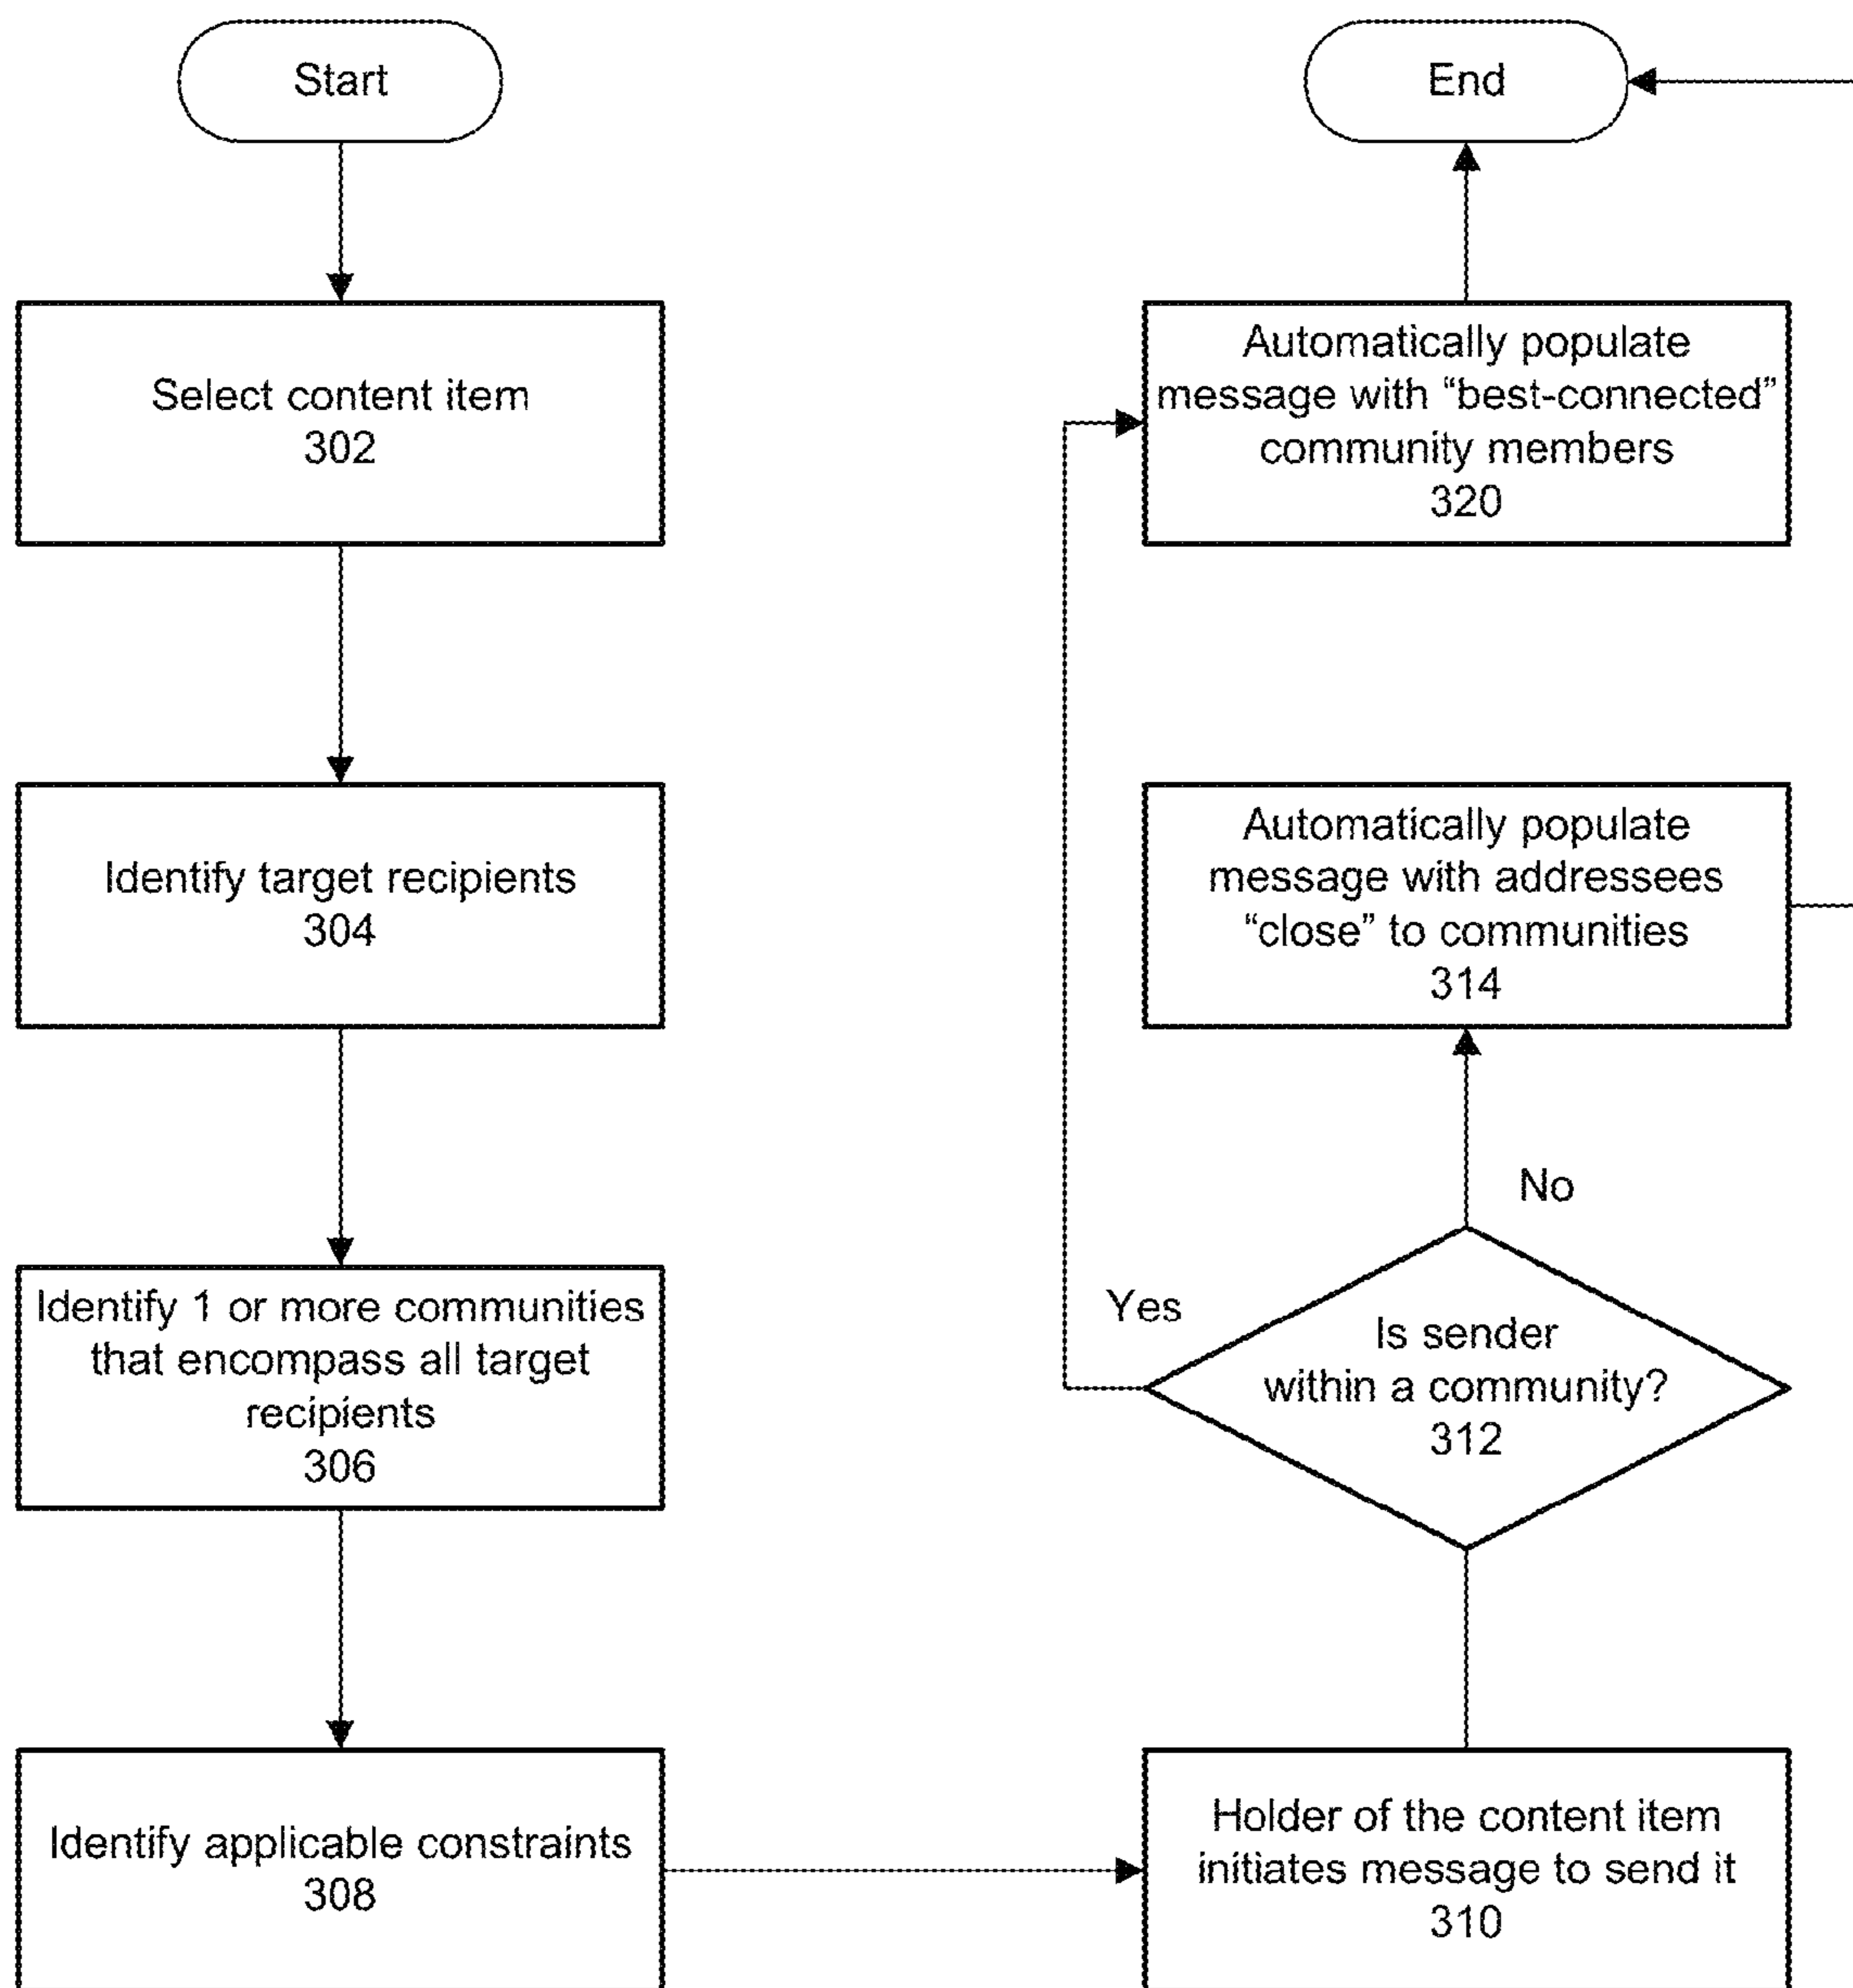 Start
Select content item
302
Identify target recipients
304
Identify 1 or more communities
that encompass all target
recipients
306
Identify applicable constraints
308
Holder of the content item
initiates message to send it
310
Is sender
within a community?
312
Yes
No
Automatically populate
message with addressees
“close” to communities
314
Automatically populate
message with “best-connected”
community members
320
End